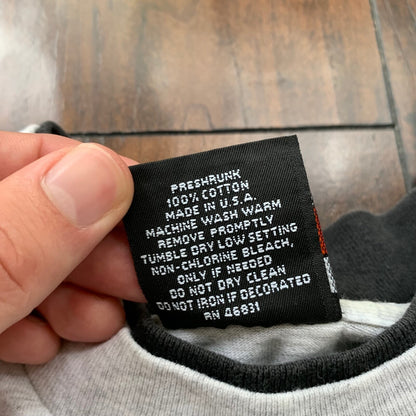 PRESHRUNK
100% COTTON
MADE IN U.S.A.
MACHINE WASH WARM
REMOVE PROMPTLY
TUMBLE DRY LOW SETTING
NON-CHLORINE BLEACH,
ONLY IF NEEDED
DO NOT DRY CLEAN
DO NOT IRON IF DECORATED
RN 46831